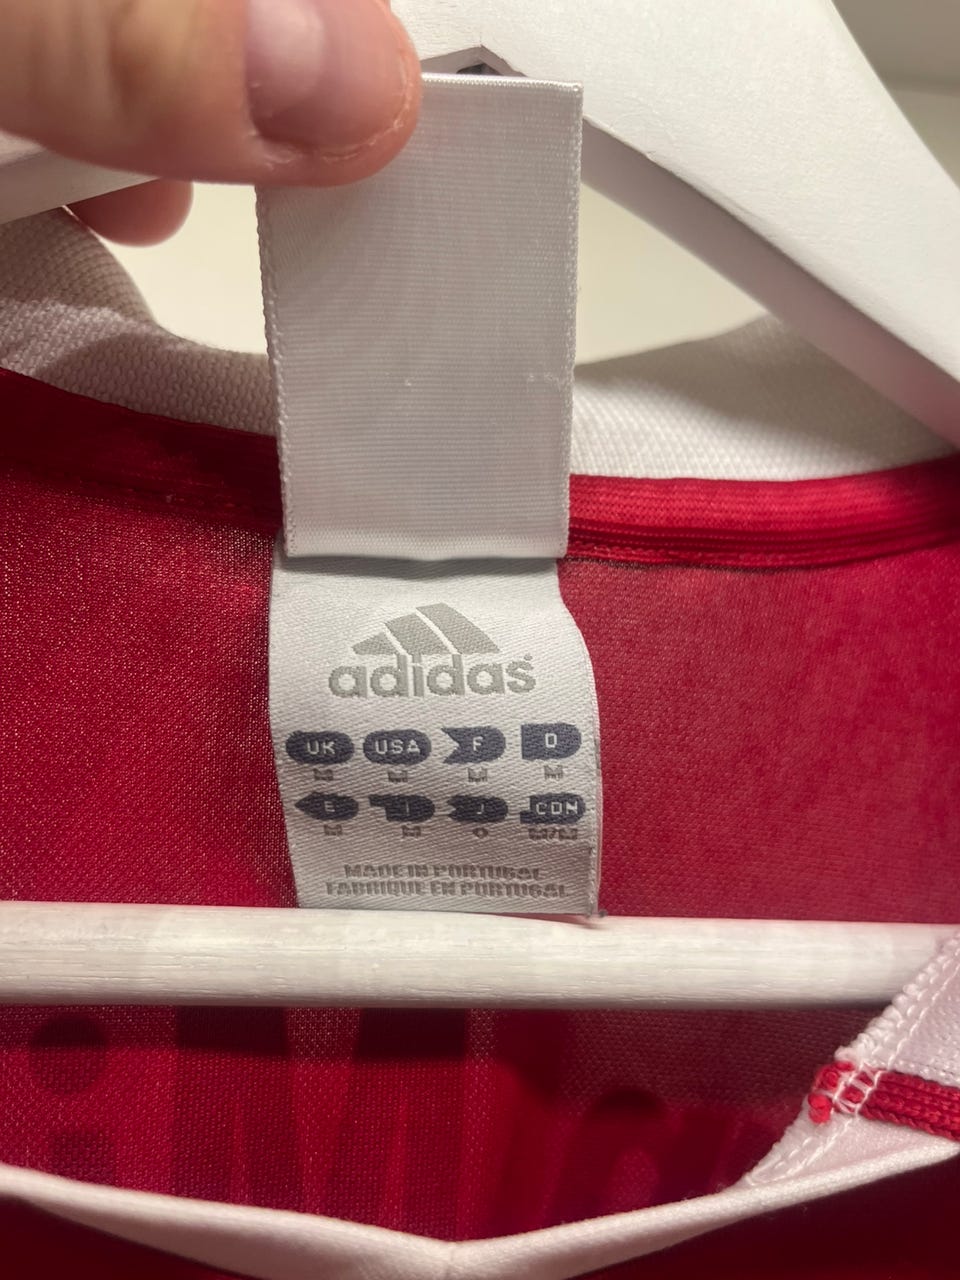 adidas
UK USA F D
M M M M
E I J CDN
M M O M/M
MADE IN PORTUGAL
FABRIQUE EN PORTUGAL